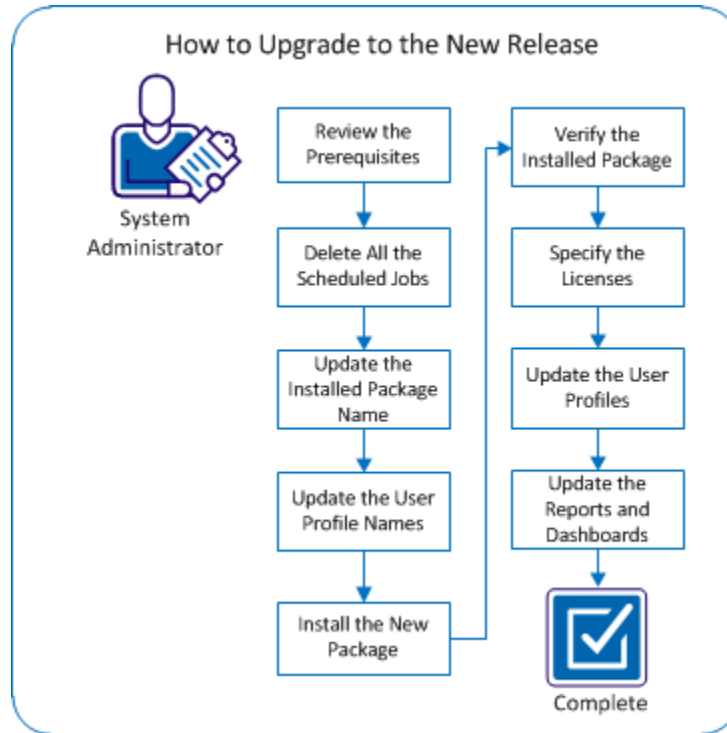 How to Upgrade to the New Release
System
Administrator
Review the
Prerequisites
Delete All the
Scheduled Jobs
Update the
Installed Package
Name
Update the User
Profile Names
Install the New
Package
Verify the
Installed Package
Specify the
Licenses
Update the User
Profiles
Update the
Reports and
Dashboards
Complete